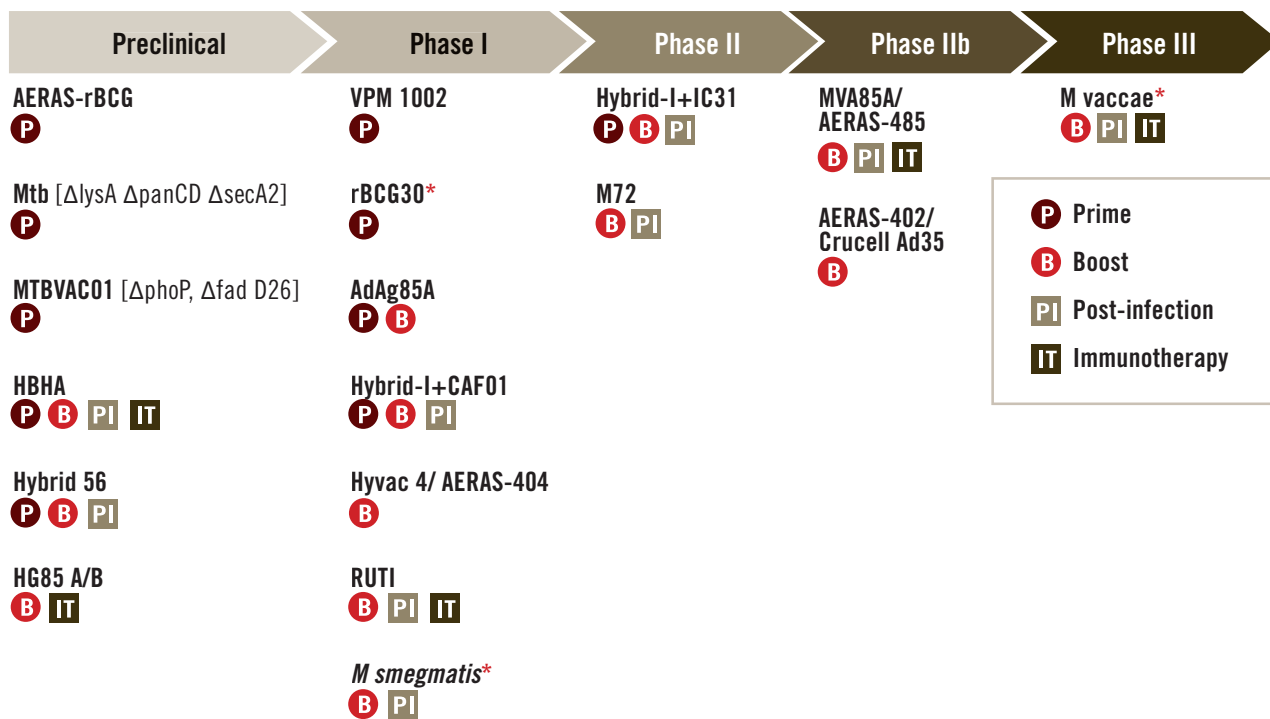 Preclinical
Phase I
Phase II
Phase IIb
Phase III
AERAS-rBCG
P
Mtb [ΔlysA ΔpanCD ΔsecA2]
P
MTBVAC01 [ΔphoP, Δfad D26]
P
HBHA
P B PI IT
Hybrid 56
P B PI
HG85 A/B
B IT
VPM 1002
P
rBCG30*
P
AdAg85A
P B
Hybrid-I+CAF01
P B PI
Hyvac 4/ AERAS-404
B
RUTI
B PI IT
M smegmatis*
B PI
Hybrid-I+IC31
P B PI
M72
B PI
MVA85A/
AERAS-485
B PI IT
AERAS-402/
Crucell Ad35
B
M vaccae*
B PI IT
P Prime
B Boost
PI Post-infection
IT Immunotherapy